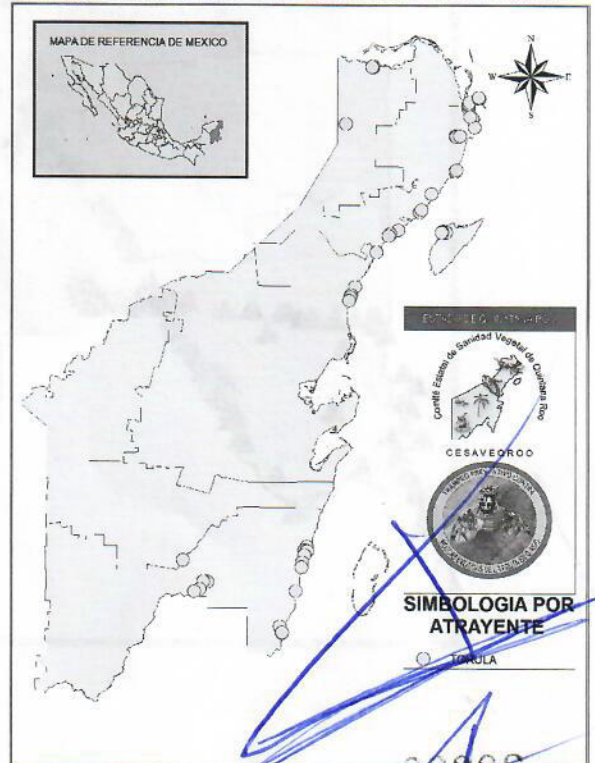 MAPA DE REFERENCIA DE MEXICO
N
W
E
S
Comité Estatal de Sanidad Vegetal de Quintana Roo
CESAVEQROO
SIMBOLOGIA POR
ATRAYENTE
TORULA